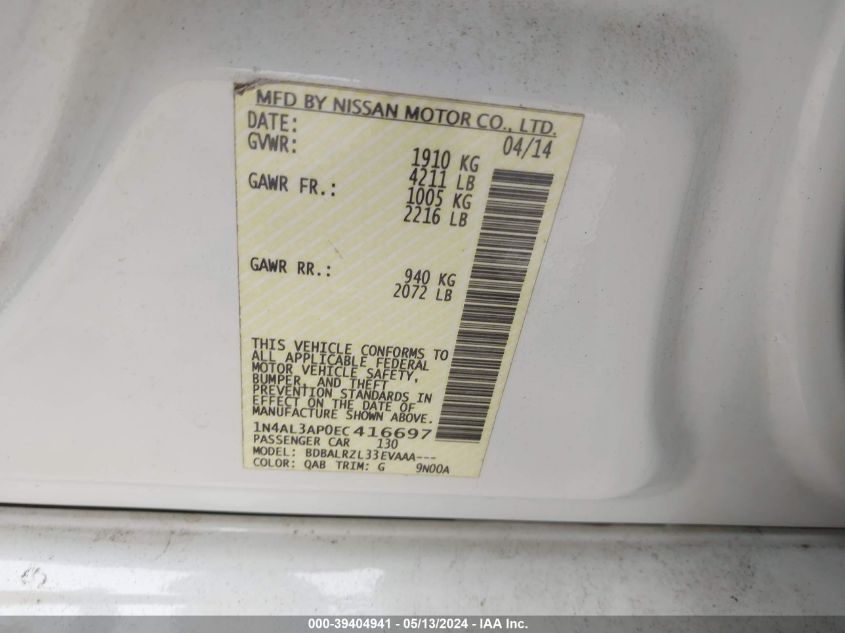 MFD BY NISSAN MOTOR CO., LTD.
DATE: 04/14
GVWR: 1910 KG
4211 LB
GAWR FR.: 1005 KG
2216 LB
GAWR RR.: 940 KG
2072 LB
THIS VEHICLE CONFORMS TO
ALL APPLICABLE FEDERAL
MOTOR VEHICLE SAFETY,
BUMPER, AND THEFT
PREVENTION STANDARDS IN
EFFECT ON THE DATE OF
MANUFACTURE SHOWN ABOVE.
1N4AL3AP0EC416697
PASSENGER CAR 130
MODEL: BDBALRZL33EVAAA---
COLOR: QAB TRIM: G 9N00A
000-39404941 - 05/13/2024 - IAA Inc.